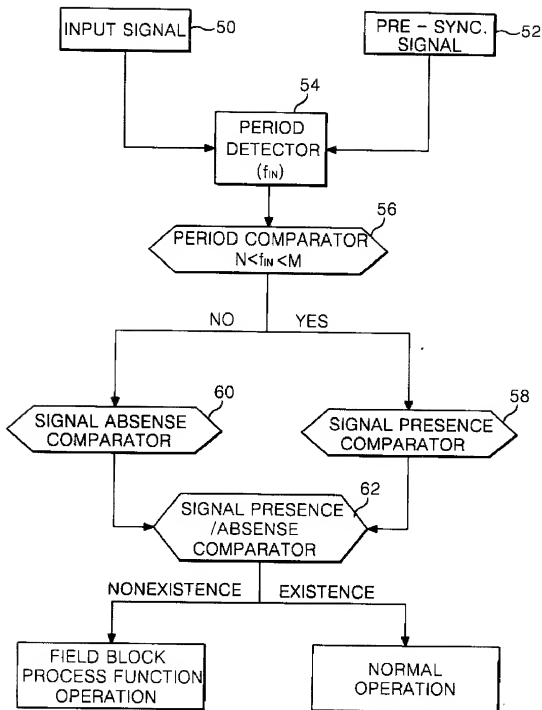 INPUT SIGNAL
50
PRE - SYNC.
SIGNAL
52
54
PERIOD
DETECTOR
(fIN)
56
PERIOD COMPARATOR
N<fIN<M
NO
YES
60
SIGNAL ABSENSE
COMPARATOR
58
SIGNAL PRESENCE
COMPARATOR
62
SIGNAL PRESENCE
/ABSENSE
COMPARATOR
NONEXISTENCE
EXISTENCE
FIELD BLOCK
PROCESS FUNCTION
OPERATION
NORMAL
OPERATION